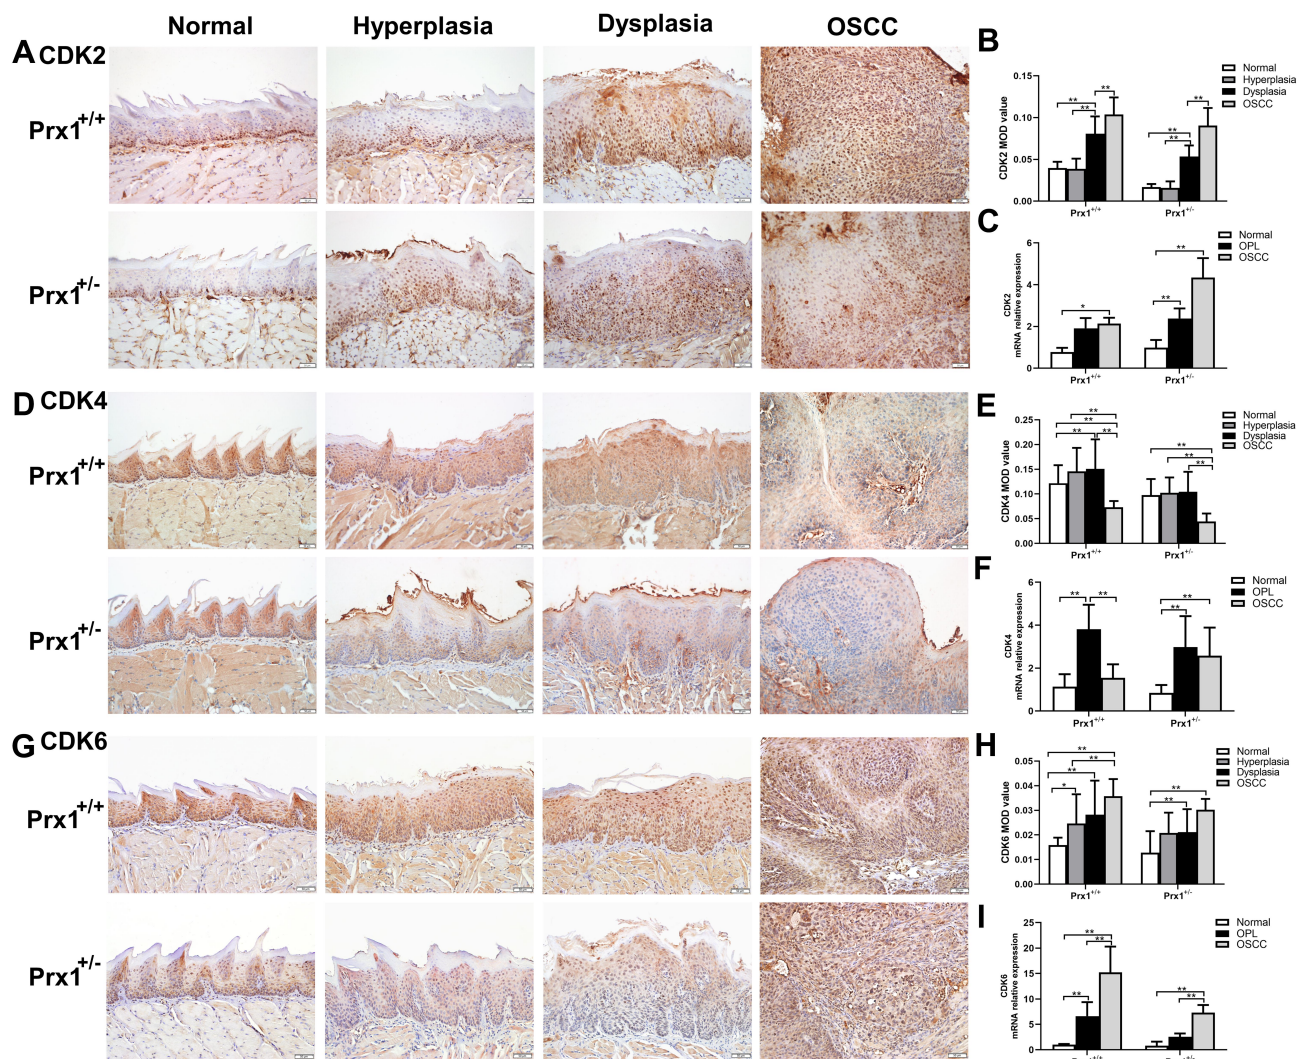 Normal Hyperplasia Dysplasia OSCC
A CDK2
Prx1+/+
Prx1+/-
B
Normal
Hyperplasia
Dysplasia
OSCC
CDK2 MOD value
0.15
0.10
0.05
0.00
** ** ** ** ** **
Prx1+/+ Prx1+/-
C
Normal
OPL
OSCC
CDK2
mRNA relative expression
6
4
2
0
* ** **
Prx1+/+ Prx1+/-
D CDK4
Prx1+/+
Prx1+/-
E
Normal
Hyperplasia
Dysplasia
OSCC
CDK4 MOD value
0.25
0.20
0.15
0.10
0.05
0.00
** ** ** ** ** ** **
Prx1+/+ Prx1+/-
F
Normal
OPL
OSCC
CDK4
mRNA relative expression
6
4
2
0
** ** ** **
Prx1+/+ Prx1+/-
G CDK6
Prx1+/+
Prx1+/-
H
Normal
Hyperplasia
Dysplasia
OSCC
CDK6 MOD value
0.05
0.04
0.03
0.02
0.01
0.00
** ** ** * ** **
Prx1+/+ Prx1+/-
I
Normal
OPL
OSCC
CDK6
mRNA relative expression
25
20
15
10
5
0
** ** ** ** **
Prx1+/+ Prx1+/-